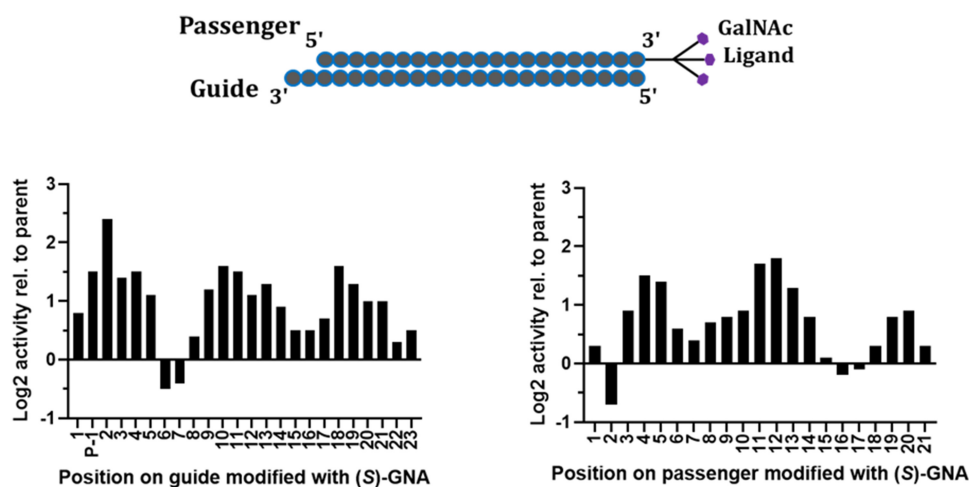 Passenger 5' 3' GalNAc
Ligand
Guide 3' 5'
Log2 activity rel. to parent
3
2
1
0
-1
1 P-1 2 3 4 5 6 7 8 9 10 11 12 13 14 15 16 17 18 19 20 21 22 23
Position on guide modified with (S)-GNA
Log2 activity rel. to parent
3
2
1
0
-1
1 2 3 4 5 6 7 8 9 10 11 12 13 14 15 16 17 18 19 20 21
Position on passenger modified with (S)-GNA